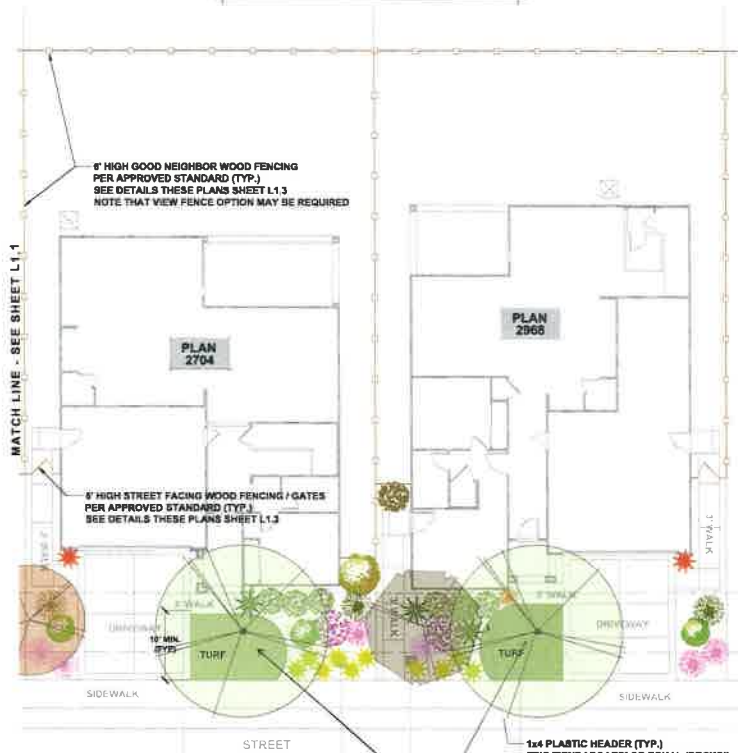 6' HIGH GOOD NEIGHBOR WOOD FENCING
PER APPROVED STANDARD (TYP.)
SEE DETAILS THESE PLANS SHEET L1.3
NOTE THAT VIEW FENCE OPTION MAY BE REQUIRED
MATCH LINE - SEE SHEET L1.1
PLAN
2704
PLAN
2968
6' HIGH STREET FACING WOOD FENCING / GATES
PER APPROVED STANDARD (TYP.)
SEE DETAILS THESE PLANS SHEET L1.3
3' WALK
3' WALK
3' WALK
3' WALK
3' WALK
DRIVEWAY
10' MIN.
(TYP.)
TURF
TURF
DRIVEWAY
SIDEWALK
SIDEWALK
STREET
1x4 PLASTIC HEADER (TYP.)